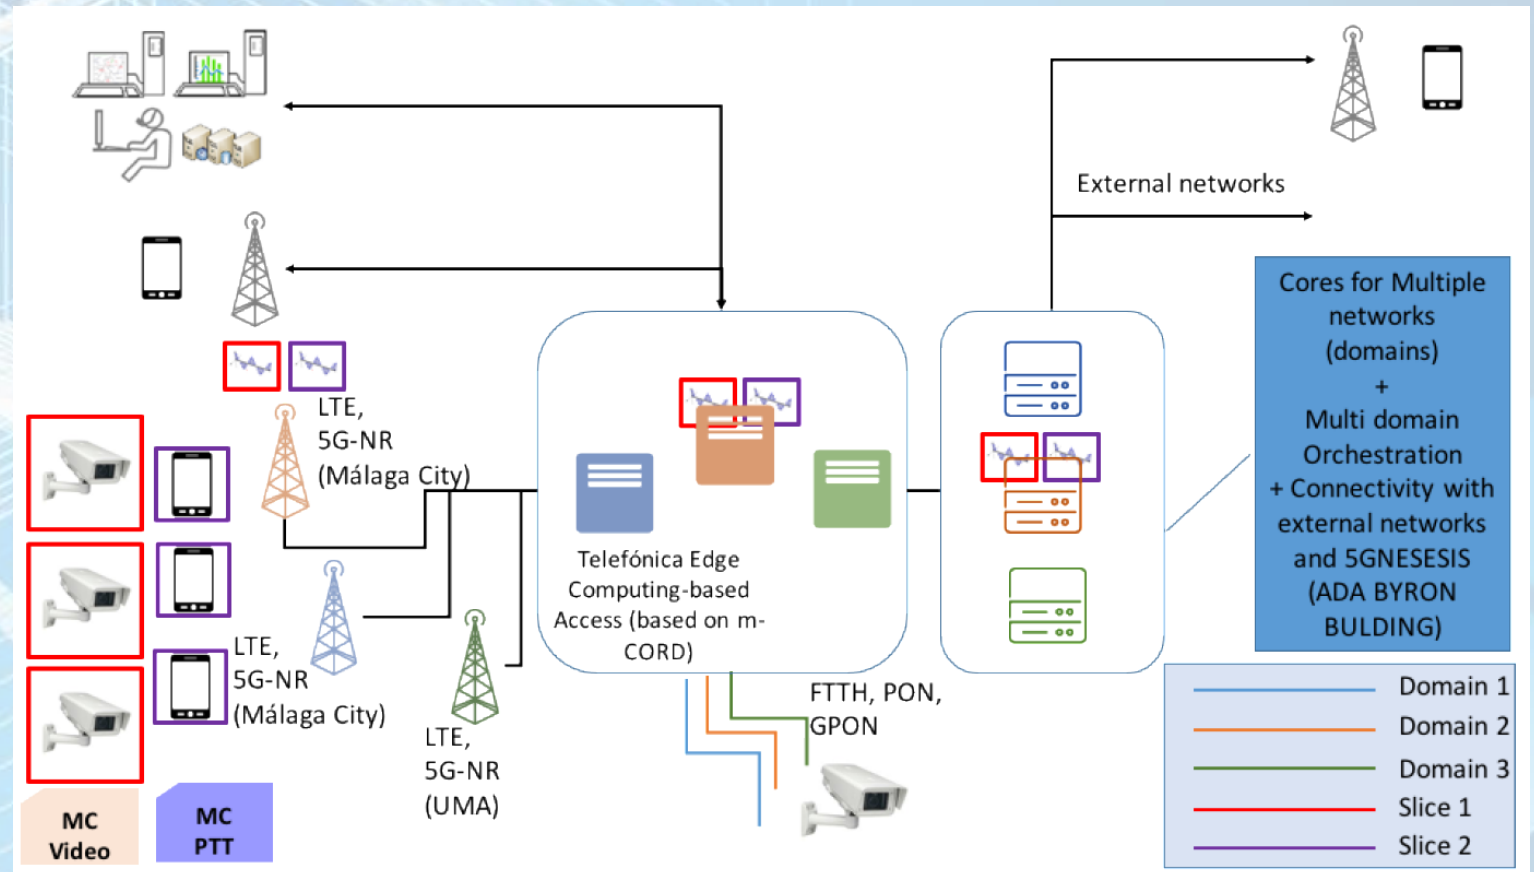 External networks
Cores for Multiple
networks
(domains)
+
Multi domain
Orchestration
+ Connectivity with
external networks
and 5GNESESIS
(ADA BYRON
BULDING)
LTE,
5G-NR
(Málaga City)
Telefónica Edge
Computing-based
Access (based on m-
CORD)
LTE,
5G-NR
(Málaga City)
LTE,
5G-NR
(UMA)
FTTH, PON,
GPON
MC
Video
MC
PTT
Domain 1
Domain 2
Domain 3
Slice 1
Slice 2